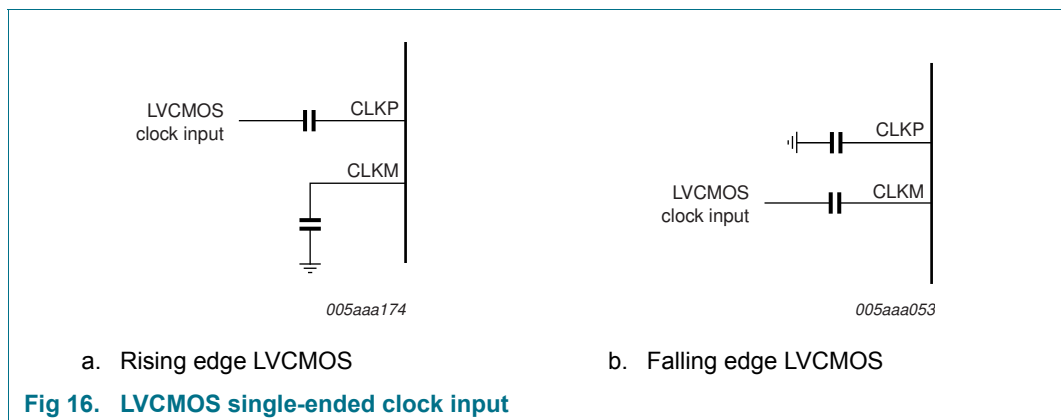 LVCMOS
clock input
CLKP
CLKM
005aaa174
a. Rising edge LVCMOS
CLKP
LVCMOS
clock input
CLKM
005aaa053
b. Falling edge LVCMOS
Fig 16. LVCMOS single-ended clock input